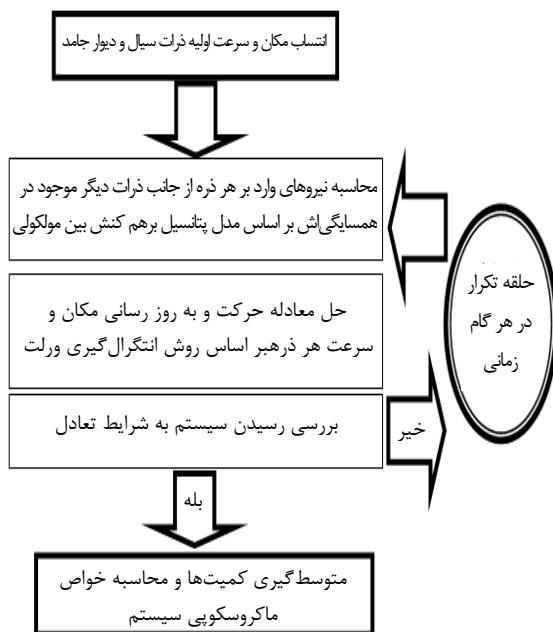 انتساب مکان و سرعت اولیه ذرات سیال و دیوار جامد
محاسبه نیروهای وارد بر هر ذره از جانب ذرات دیگر موجود در
همسایگی‌اش بر اساس مدل پتانسیل برهم کنش بین مولکولی
حلقه تکرار
در هر گام
زمانی
حل معادله حرکت و به روز رسانی مکان و
سرعت هر ذرهبر اساس روش انتگرال‌گیری ورلت
بررسی رسیدن سیستم به شرایط تعادل
خیر
بله
متوسط‌گیری کمیت‌ها و محاسبه خواص
ماکروسکوپی سیستم